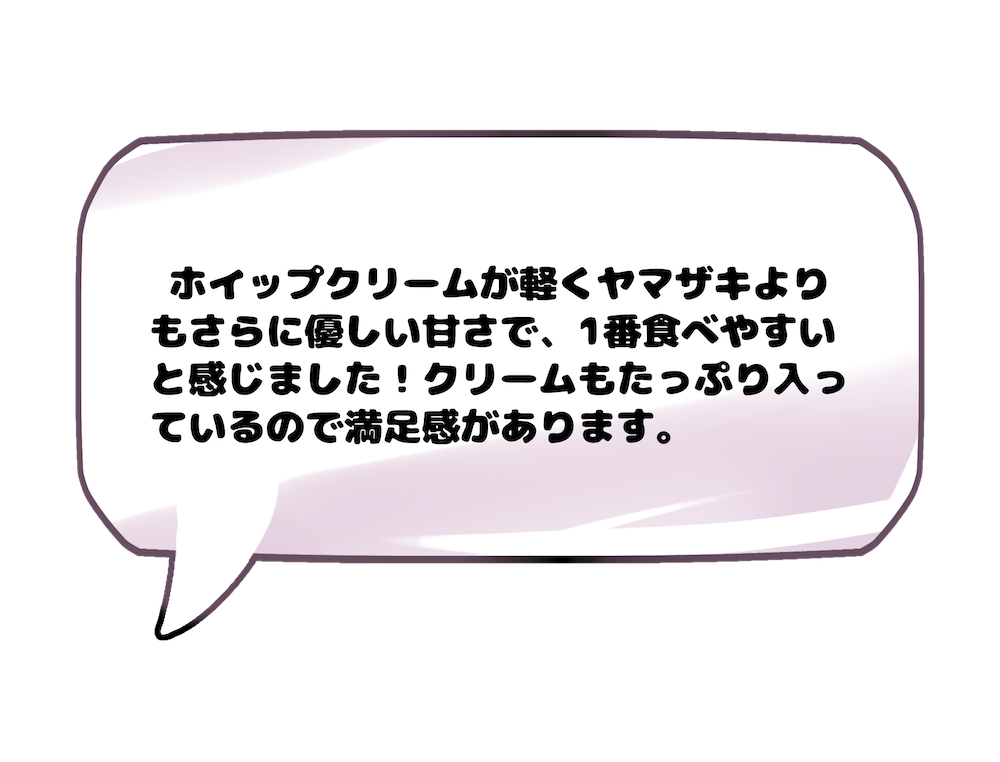 ホイップクリームが軽くヤマザキより
もさらに優しい甘さで、1番食べやすい
と感じました！クリームもたっぷり入っ
ているので満足感があります。